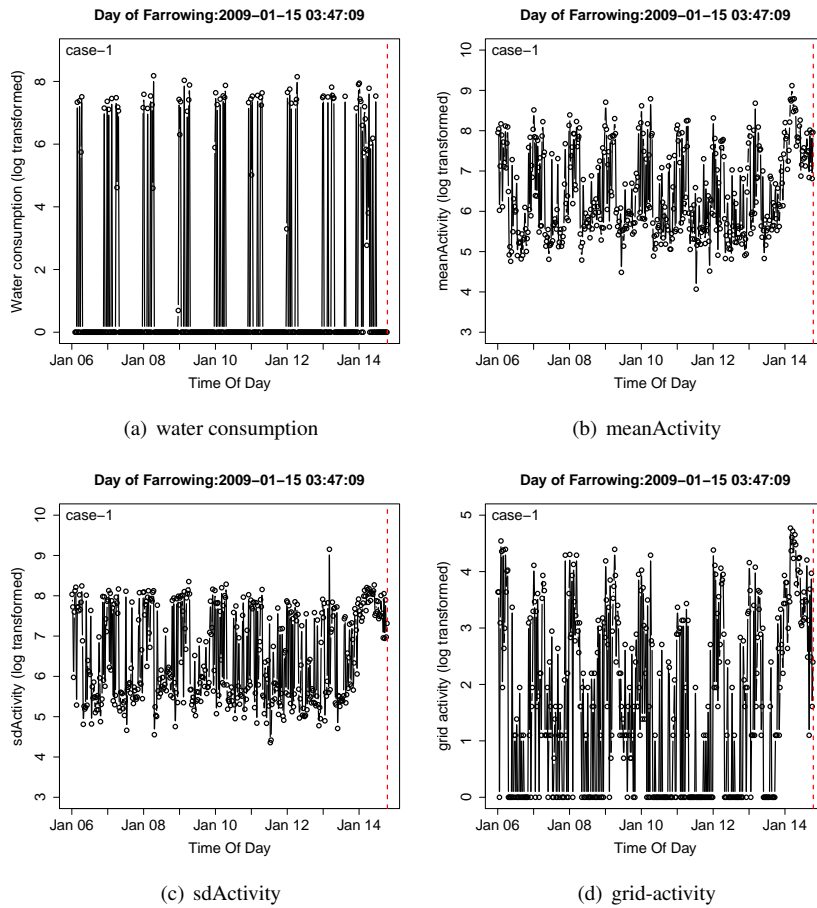 Day of Farrowing:2009−01−15 03:47:09
case−1
Water consumption (log transformed)
8
6
4
2
0
Jan 06 Jan 08 Jan 10 Jan 12 Jan 14
Time Of Day
(a) water consumption
Day of Farrowing:2009−01−15 03:47:09
case−1
meanActivity (log transformed)
10
9
8
7
6
5
4
3
Jan 06 Jan 08 Jan 10 Jan 12 Jan 14
Time Of Day
(b) meanActivity
Day of Farrowing:2009−01−15 03:47:09
case−1
sdActivity (log transformed)
10
9
8
7
6
5
4
3
Jan 06 Jan 08 Jan 10 Jan 12 Jan 14
Time Of Day
(c) sdActivity
Day of Farrowing:2009−01−15 03:47:09
case−1
grid activity (log transformed)
5
4
3
2
1
0
Jan 06 Jan 08 Jan 10 Jan 12 Jan 14
Time Of Day
(d) grid-activity